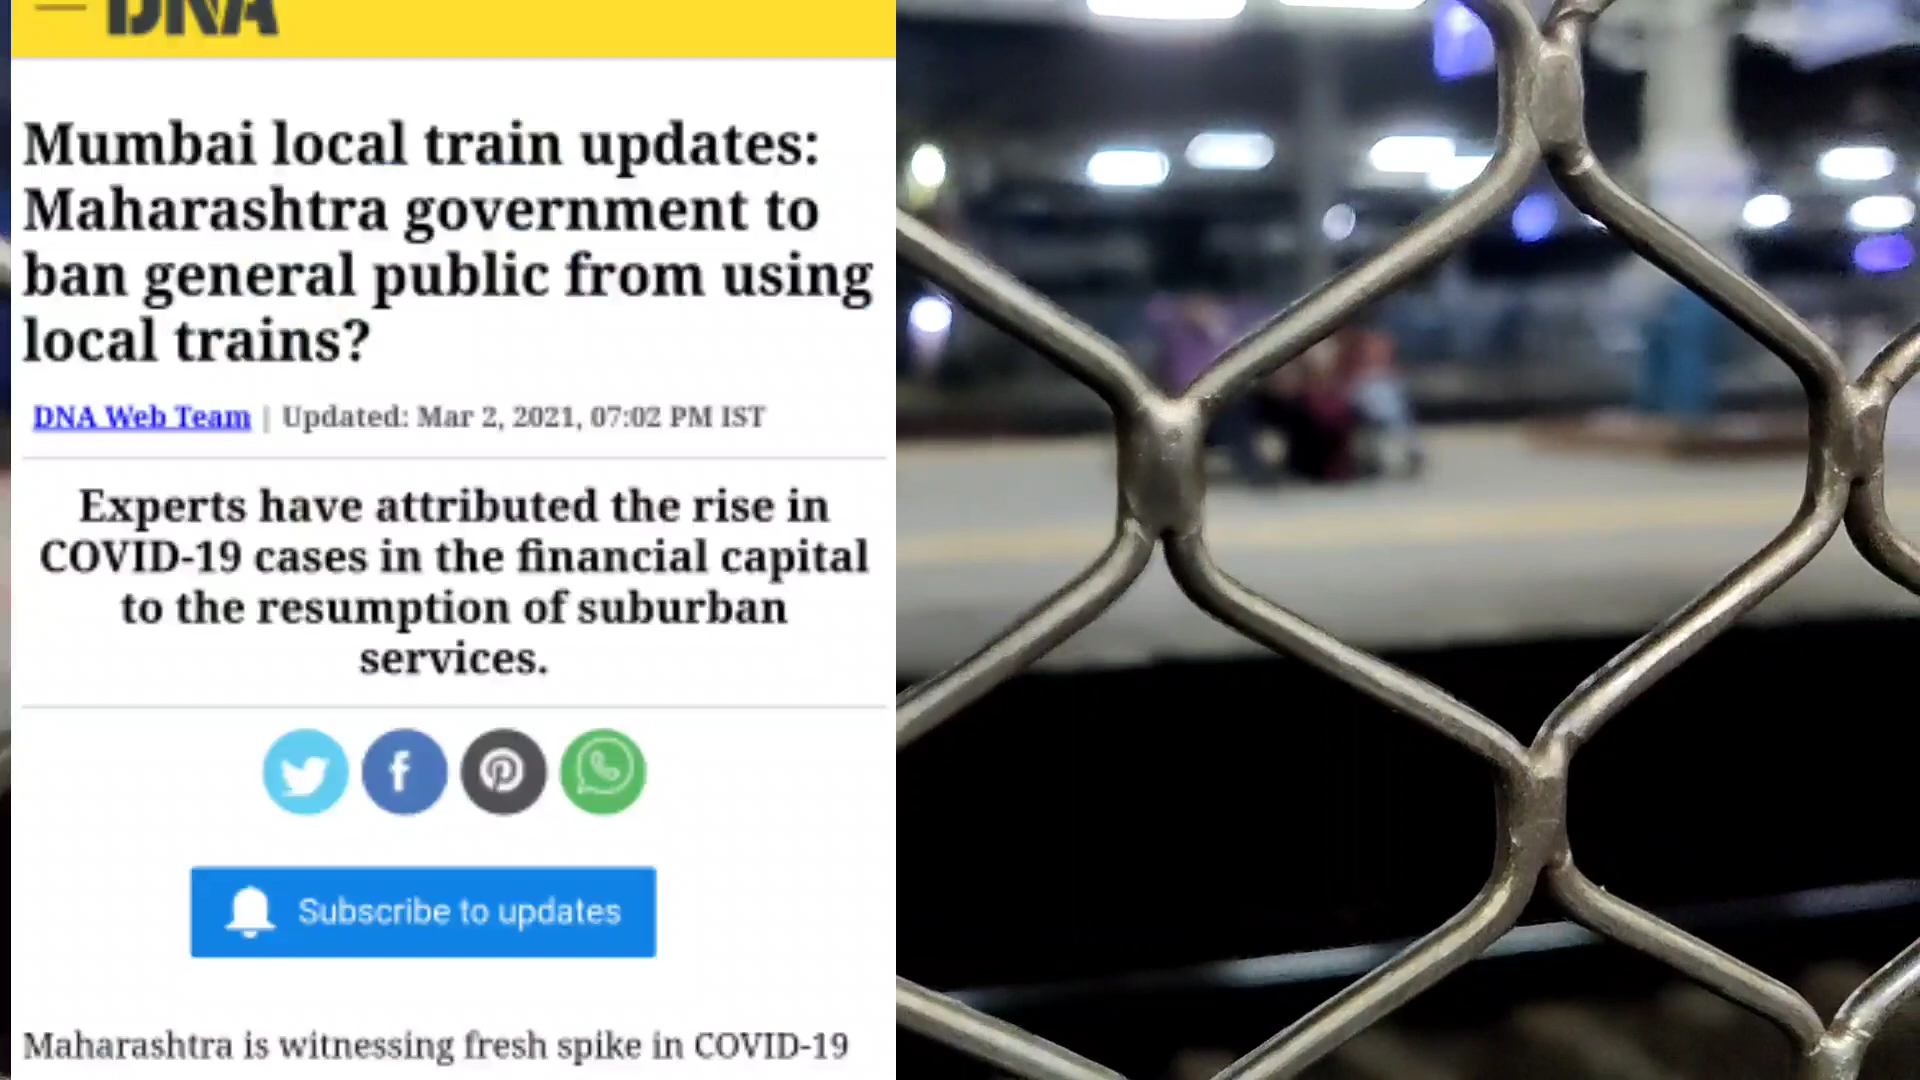 DNA
Mumbai local train updates:
Maharashtra government to
ban general public from using
local trains?
DNA Web Team | Updated: Mar 2, 2021, 07:02 PM IST
Experts have attributed the rise in
COVID-19 cases in the financial capital
to the resumption of suburban
services.
Subscribe to updates
Maharashtra is witnessing fresh spike in COVID-19